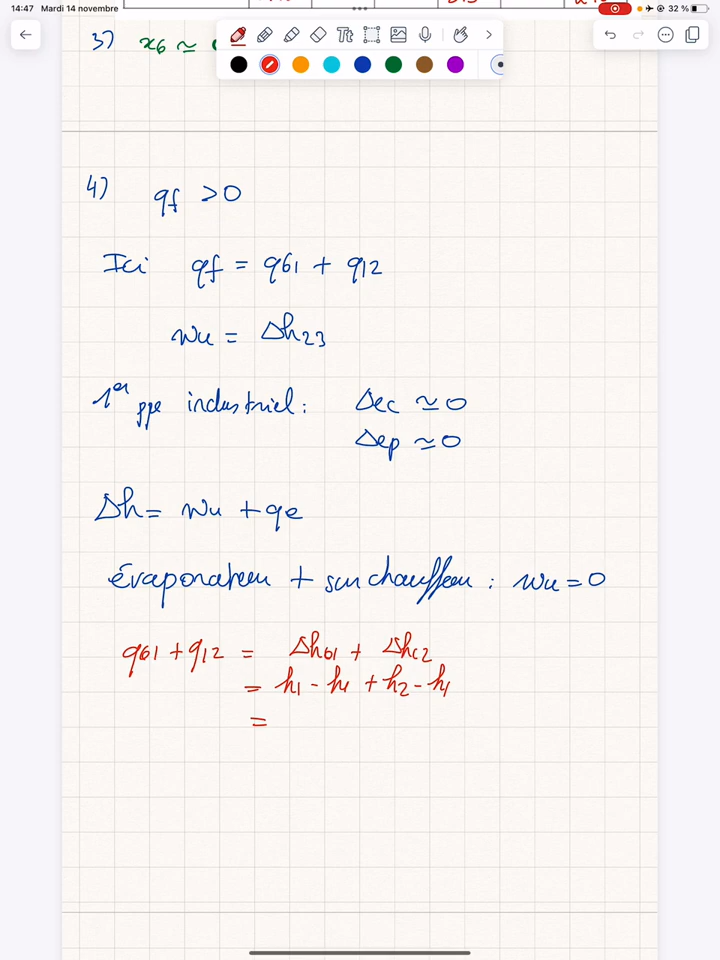 14:47 Mardi 14 novembre 32 %
3) x6 ≃
Tt
4) qf > 0
Ici qf = q61 + q12
wu = Δh23
1er ppe industriel : Δec ≃ 0
Δep ≃ 0
Δh = wu + qe
Évaporateur + surchauffeur : wu = 0
q61 + q12 = Δh61 + Δh12
= h1 - h + h2 - h1
=